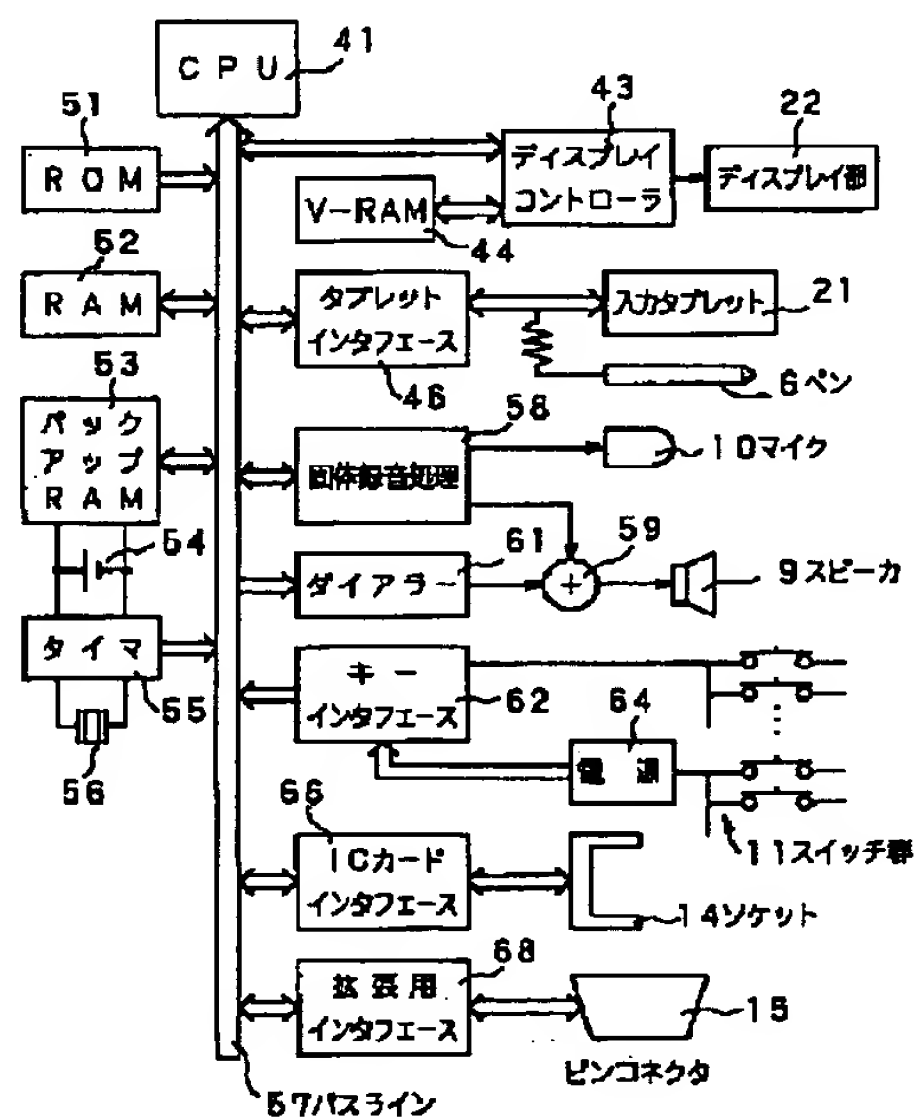 CPU
41
51
ROM
43
ディスプレイ
コントローラ
22
ディスプレイ部
V-RAM
44
52
RAM
タブレット
インタフェース
46
入力タブレット
21
6ペン
53
バック
アップ
RAM
58
固体録音処理
10マイク
54
61
ダイアラー
59
9スピーカ
タイマ
55
56
キー
インタフェース
62
64
電源
11スイッチ群
66
ICカード
インタフェース
14ソケット
68
拡張用
インタフェース
15
ピンコネクタ
57バスライン